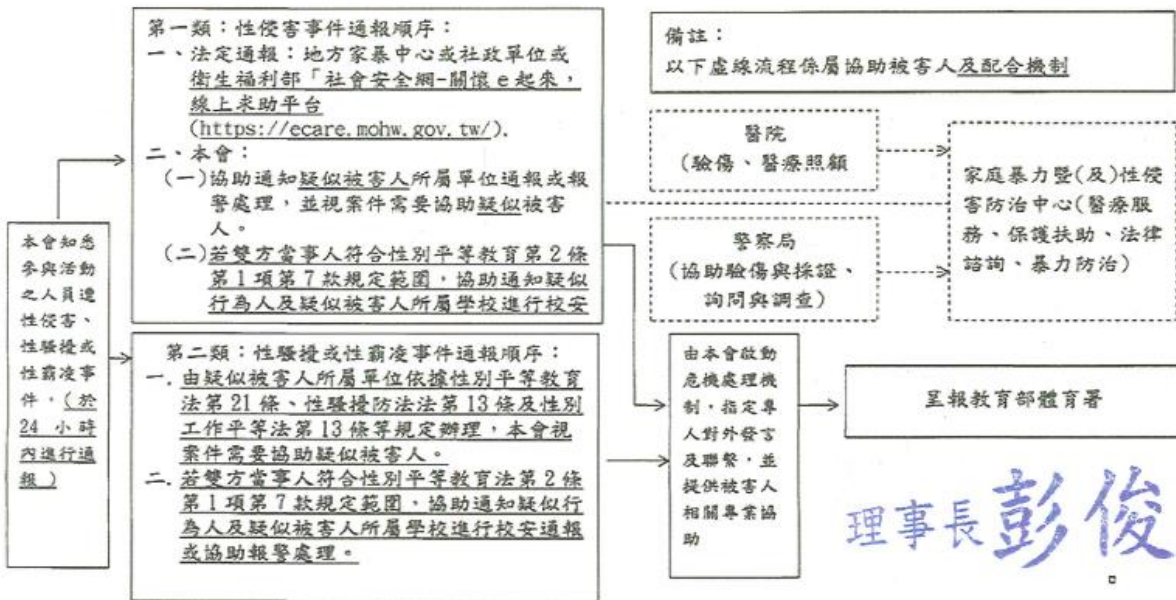 本會知悉
參與活動
之人員遭
性侵害、
性騷擾或
性霸凌事
件，(於
24 小時
內進行通
報)
第一類：性侵害事件通報順序：
一、法定通報：地方家暴中心或社政單位或
衛生福利部「社會安全網-關懷 e 起來，
線上求助平台
(https://ecare.mohw.gov.tw/).
二、本會：
(一)協助通知疑似被害人所屬單位通報或報
警處理，並視案件需要協助疑似被害
人。
(二)若雙方當事人符合性別平等教育第 2 條
第 1 項第 7 款規定範圍，協助通知疑似
行為人及疑似被害人所屬學校進行校安
第二類：性騷擾或性霸凌事件通報順序：
一. 由疑似被害人所屬單位依據性別平等教育
法第 21 條、性騷擾防法法第 13 條及性別
工作平等法第 13 條等規定辦理，本會視
案件需要協助疑似被害人。
二. 若雙方當事人符合性別平等教育法第 2 條
第 1 項第 7 款規定範圍，協助通知疑似行
為人及疑似被害人所屬學校進行校安通報
或協助報警處理。
備註：
以下虛線流程係屬協助被害人及配合機制
醫院
(驗傷、醫療照顧
警察局
(協助驗傷與採證、
詢問與調查)
家庭暴力暨(及)性侵
害防治中心(醫療服
務、保護扶助、法律
諮詢、暴力防治)
由本會啟動
危機處理機
制，指定專
人對外發言
及聯繫，並
提供被害人
相關專業協
助
呈報教育部體育署
理事長彭俊